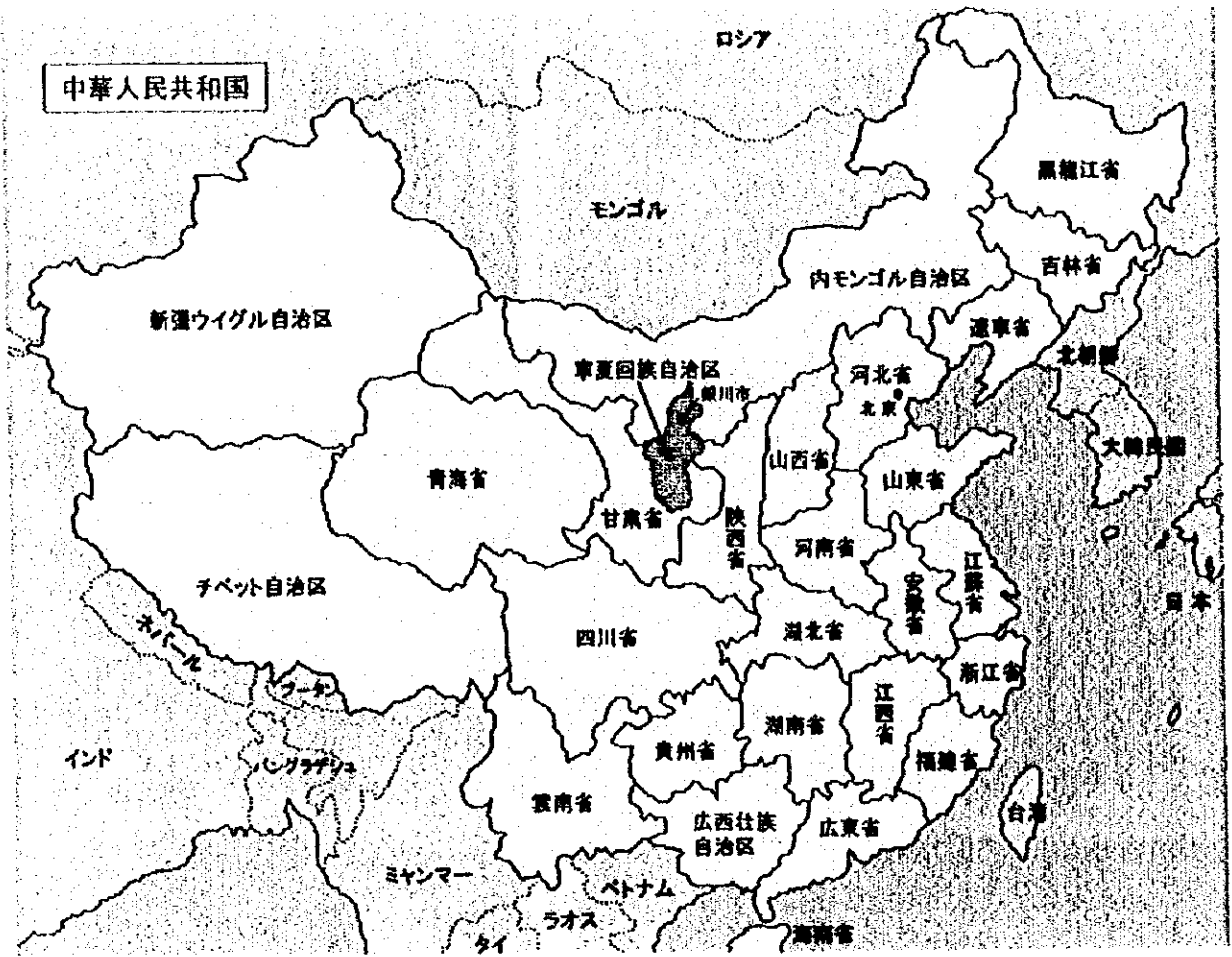 ロシア
中華人民共和国
黒龍江省
モンゴル
吉林省
内モンゴル自治区
新彊ウイグル自治区
遼寧省
北朝鮮
寧夏回族自治区
河北省
銀川市
北京
大韓民国
山西省
青海省
山東省
甘粛省
陝西省
河南省
江蘇省
チベット自治区
安徽省
日本
四川省
湖北省
ネパール
浙江省
ブータン
江西省
湖南省
インド
貴州省
福建省
バングラデシュ
雲南省
台湾
広西壮族
自治区
広東省
ミャンマー
ベトナム
ラオス
海南省
タイ